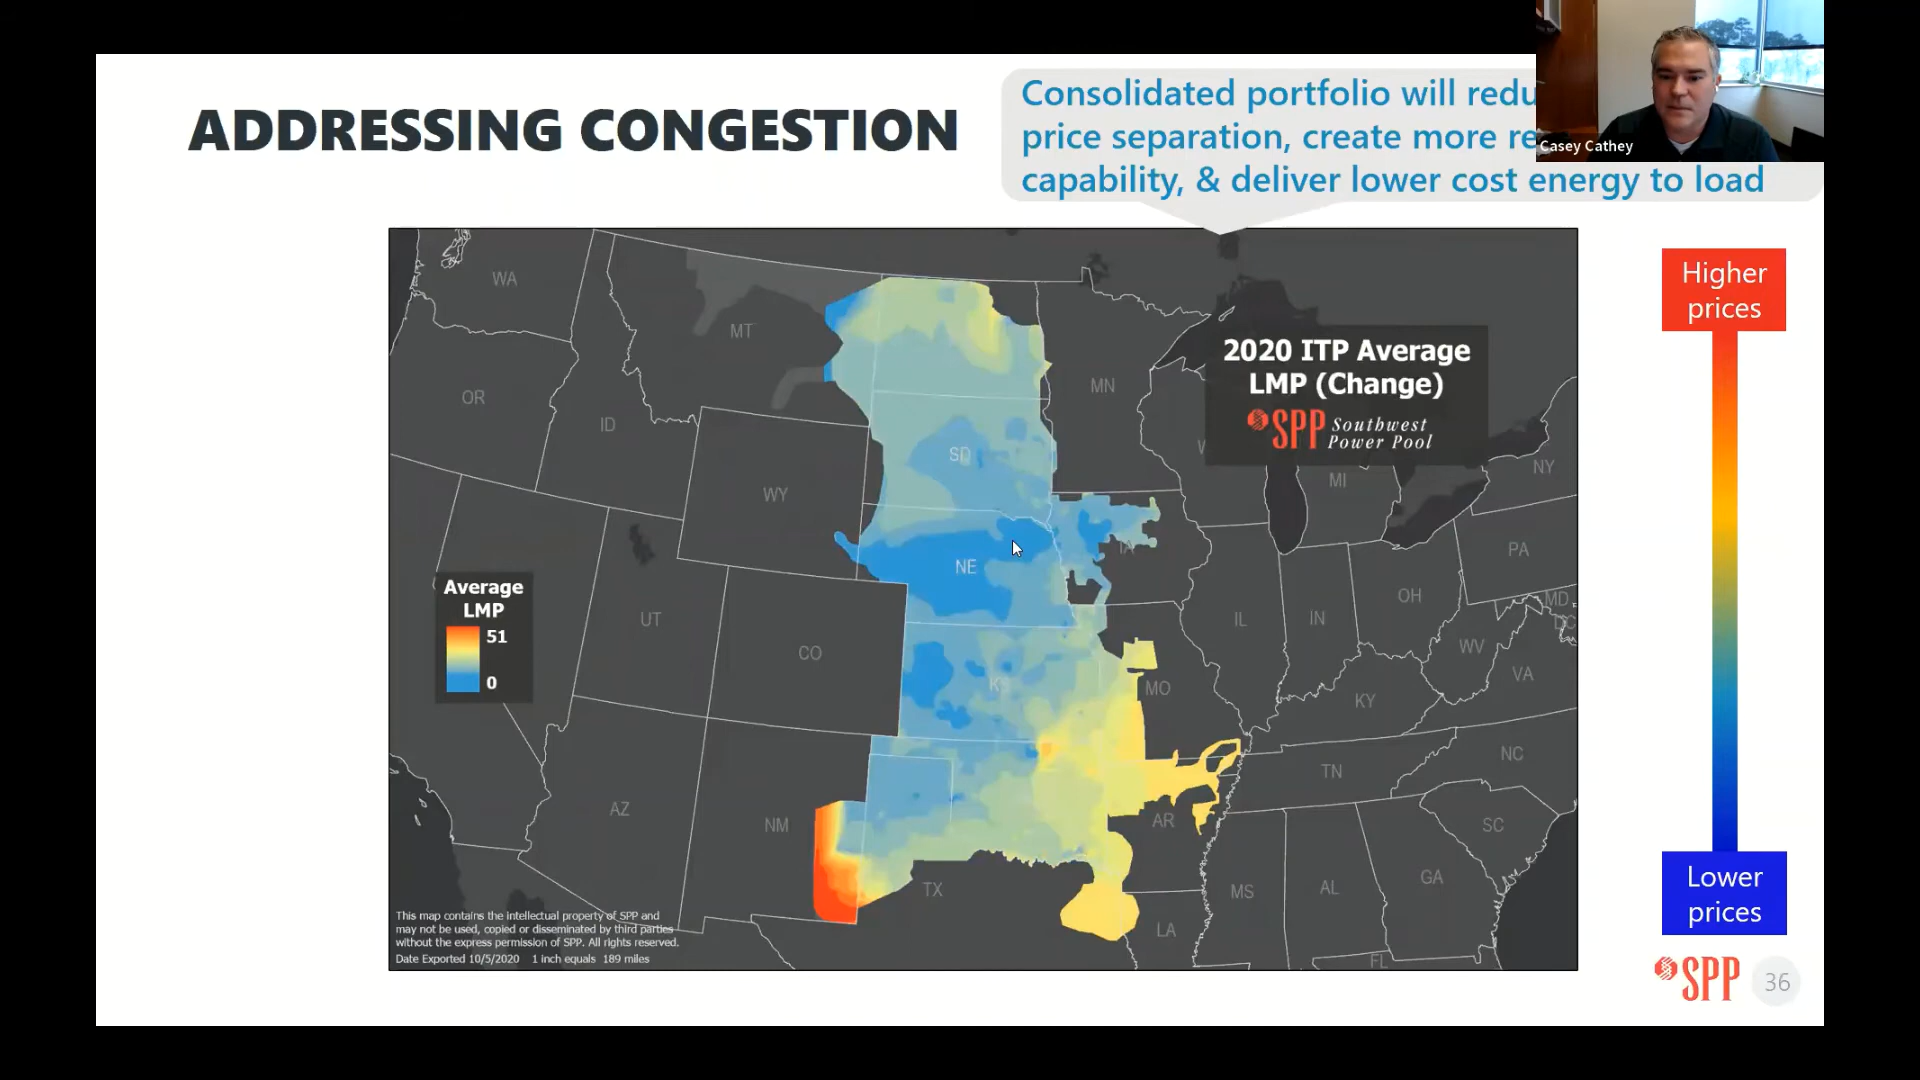 ADDRESSING CONGESTION
Consolidated portfolio will redu
price separation, create more re
capability, & deliver lower cost energy to load
Casey Cathey
Higher
prices
Lower
prices
2020 ITP Average
LMP (Change)
SPP Southwest
Power Pool
Average
LMP
51
0
WA
MT
OR
ID
MN
WY
SD
MI
NY
NE
IA
PA
UT
CO
IL
IN
OH
MD
DC
WV
VA
KS
MO
KY
AZ
NM
TN
NC
AR
SC
TX
MS
AL
GA
LA
FL
This map contains the intellectual property of SPP and
may not be used, copied or disseminated by third parties
without the express permission of SPP. All rights reserved.
Date Exported 10/5/2020 1 inch equals 189 miles
SPP
36